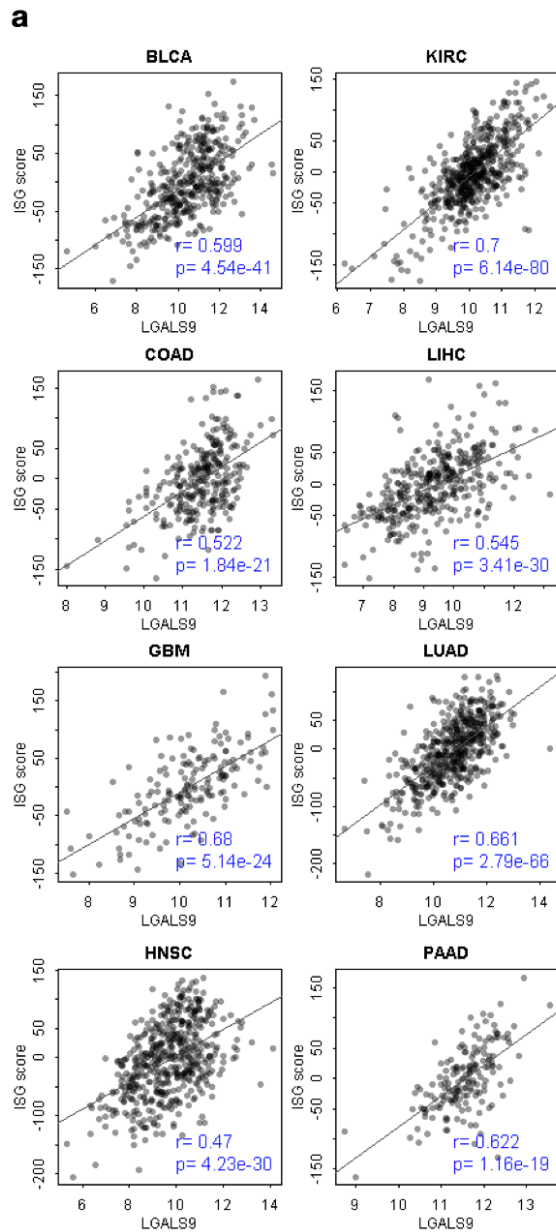 a
BLCA
KIRC
ISG score
150
50
-50
-150
r= 0.599
p= 4.54e-41
6
8
10
12
14
LGALS9
ISG score
150
50
-50
-150
r= 0.7
p= 6.14e-80
6
7
8
9
10
11
12
LGALS9
COAD
LIHC
ISG score
150
50
-50
-150
r= 0.522
p= 1.84e-21
8
9
10
11
12
13
LGALS9
ISG score
150
50
-50
-150
r= 0.545
p= 3.41e-30
7
8
9
10
11
12
LGALS9
GBM
LUAD
ISG score
150
50
-50
-150
r= 0.68
p= 5.14e-24
8
9
10
11
12
LGALS9
ISG score
100
0
-100
-200
r= 0.661
p= 2.79e-66
8
10
12
14
LGALS9
HNSC
PAAD
ISG score
150
50
0
-100
-200
r= 0.47
p= 4.23e-30
6
8
10
12
14
LGALS9
ISG score
150
50
0
-50
-150
r= 0.622
p= 1.16e-19
9
10
11
12
13
LGALS9